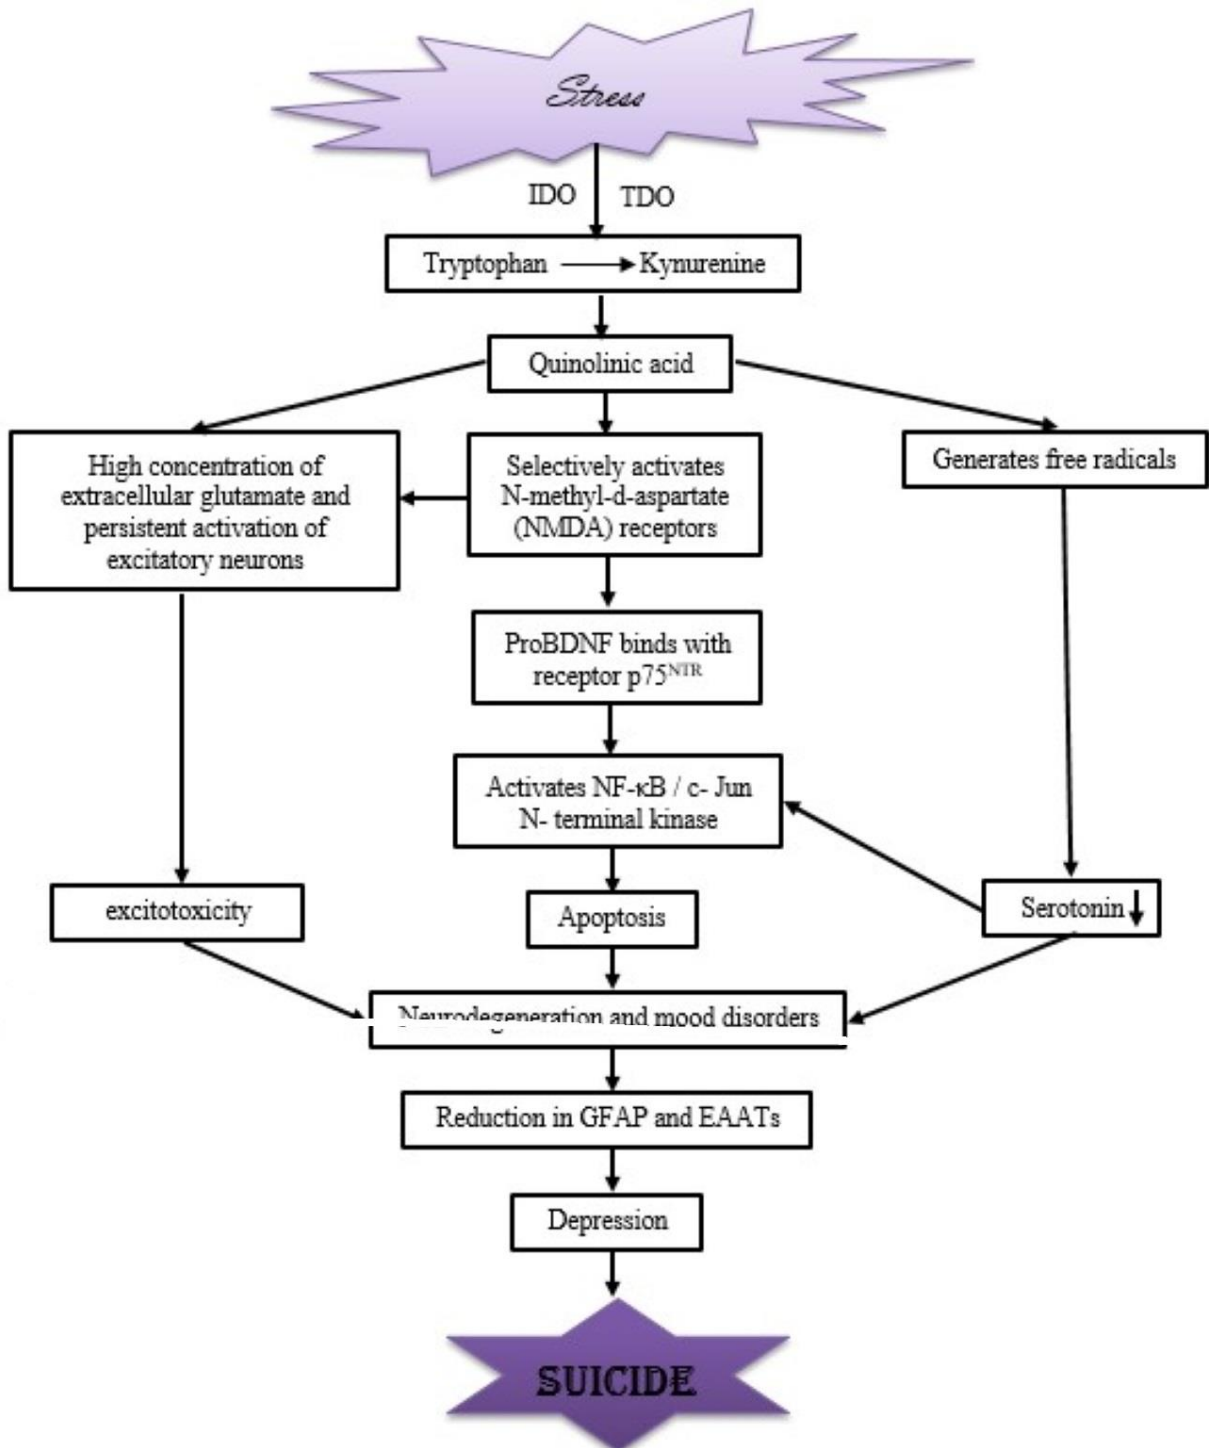 Stress
IDO TDO
Tryptophan Kynurenine
Quinolinic acid
High concentration of
extracellular glutamate and
persistent activation of
excitatory neurons
Selectively activates
N-methyl-d-aspartate
(NMDA) receptors
Generates free radicals
ProBDNF binds with
receptor p75NTR
Activates NF-κB / c- Jun
N- terminal kinase
excitotoxicity
Apoptosis
Serotonin
Neurodegeneration and mood disorders
Reduction in GFAP and EAATs
Depression
SUICIDE